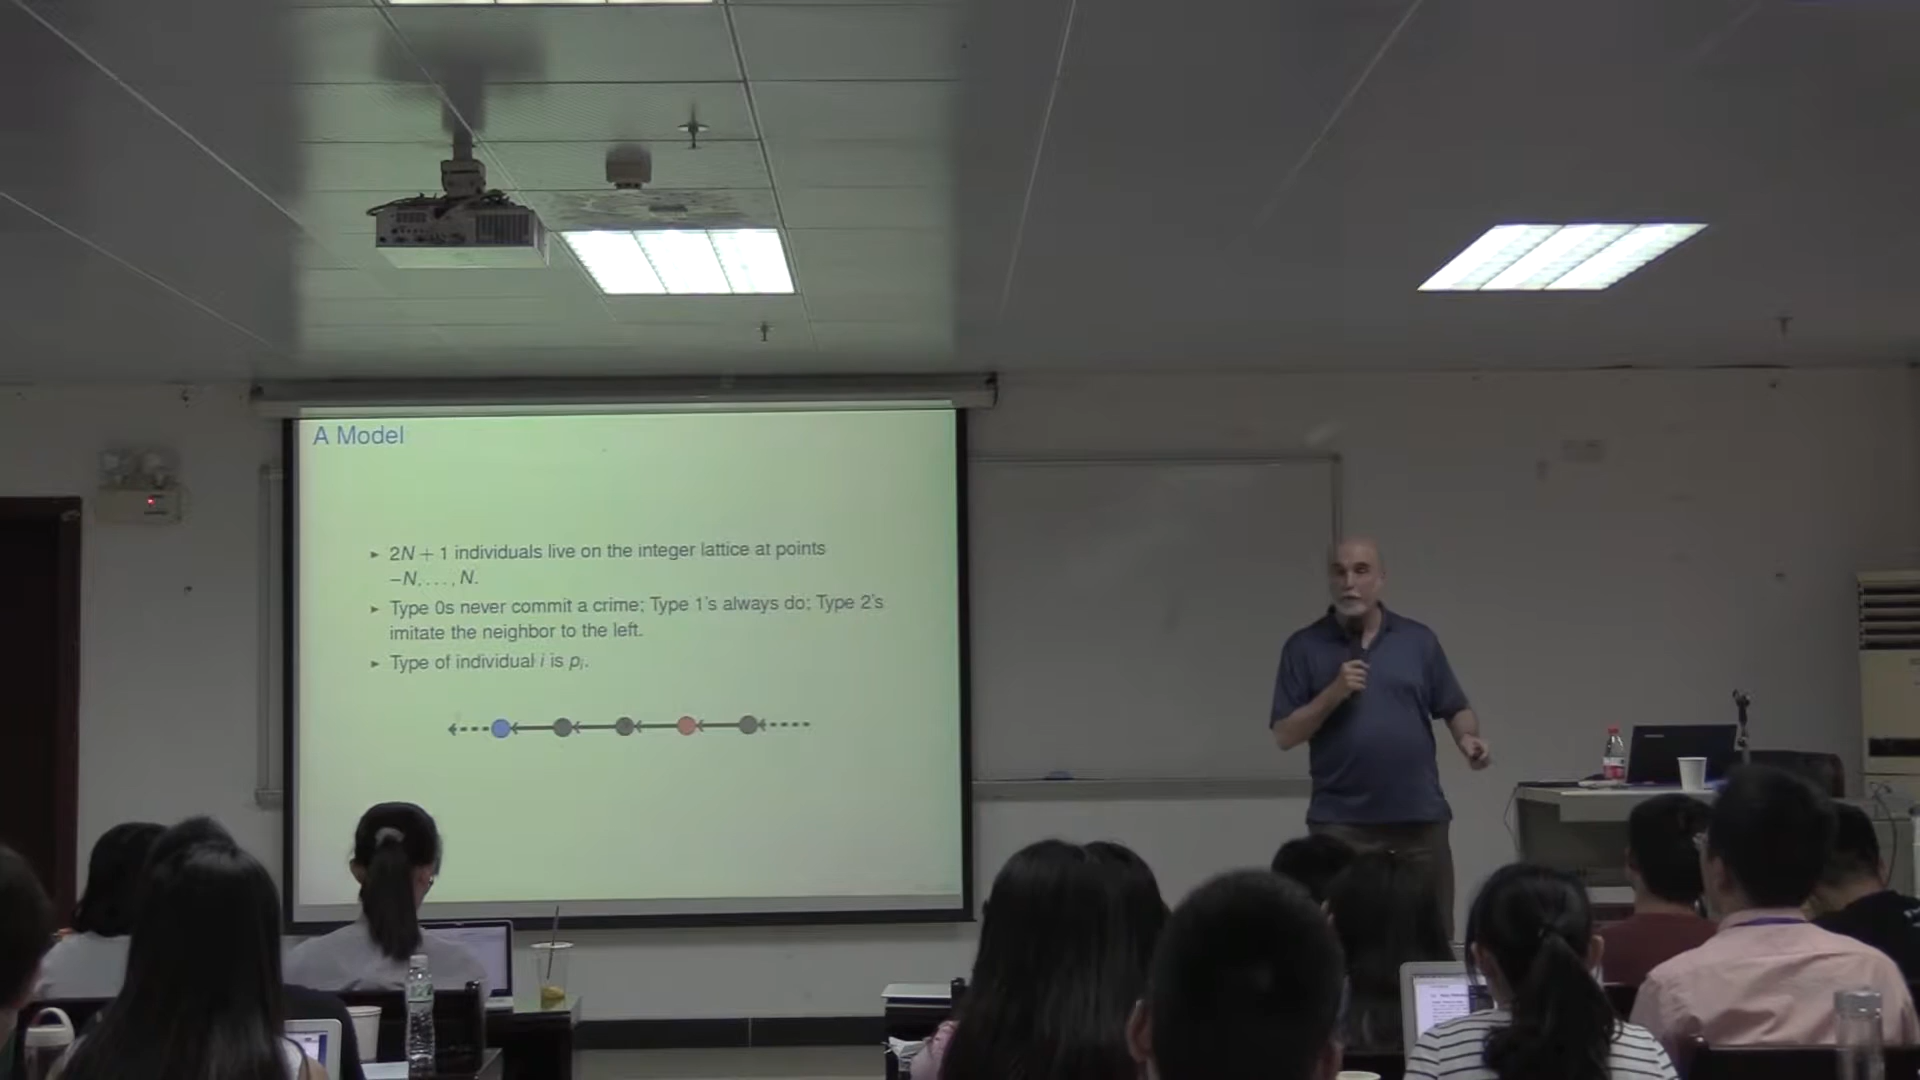 A Model
▸ 2N + 1 individuals live on the integer lattice at points
−N, . . . , N.
▸ Type 0s never commit a crime; Type 1's always do; Type 2's
imitate the neighbor to the left.
▸ Type of individual i is pᵢ.